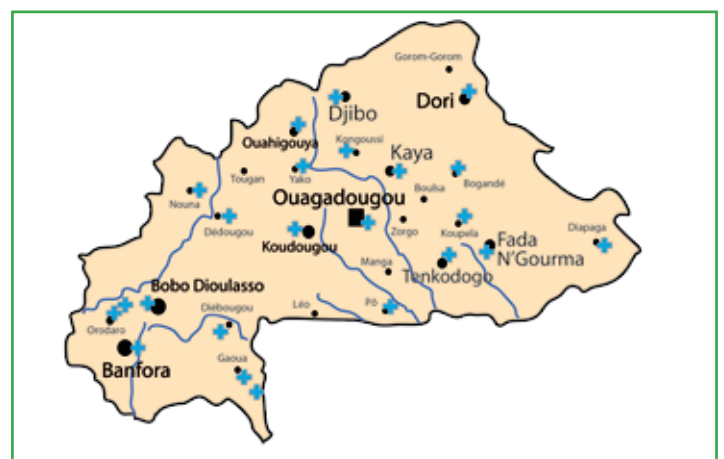 Gorom-Gorom
Dori
Djibo
Ouahigouya
Kongoussi
Kaya
Yako
Tougan
Bogandé
Boulsa
Nouna
Ouagadougou
Dédougou
Zorgo
Koupela
Koudougou
Diapaga
Fada
N'Gourma
Manga
Tenkodogo
Bobo Dioulasso
Diébougou
Léo
Pô
Orodaro
Banfora
Gaoua